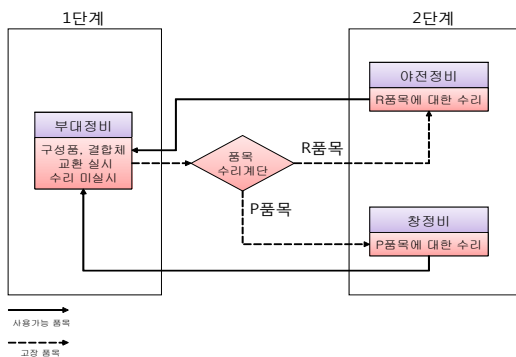 1단계
2단계
야전정비
R품목에 대한 수리
부대정비
구성품, 결합체
교환 실시
수리 미실시
품목
수리계단
R품목
P품목
창정비
P품목에 대한 수리
사용가능 품목
고장 품목